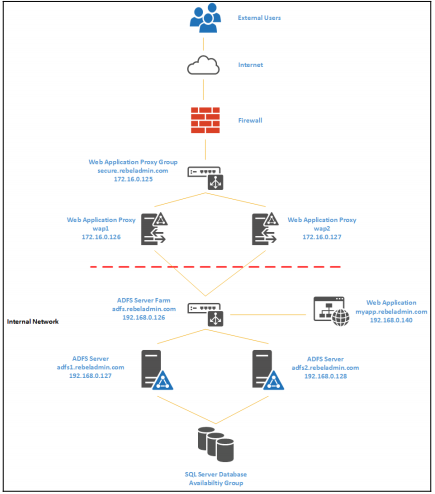 External Users
Internet
Firewall
Web Application Proxy Group
secure.rebeladmin.com
172.16.0.125
Web Application Proxy
wap1
172.16.0.126
Web Application Proxy
wap2
172.16.0.127
ADFS Server Farm
adfs.rebeladmin.com
192.168.0.126
Web Application
myapp.rebeladmin.com
192.168.0.140
Internal Network
ADFS Server
adfs1.rebeladmin.com
192.168.0.127
ADFS Server
adfs2.rebeladmin.com
192.168.0.128
SQL Server Database
Availabiltiy Group